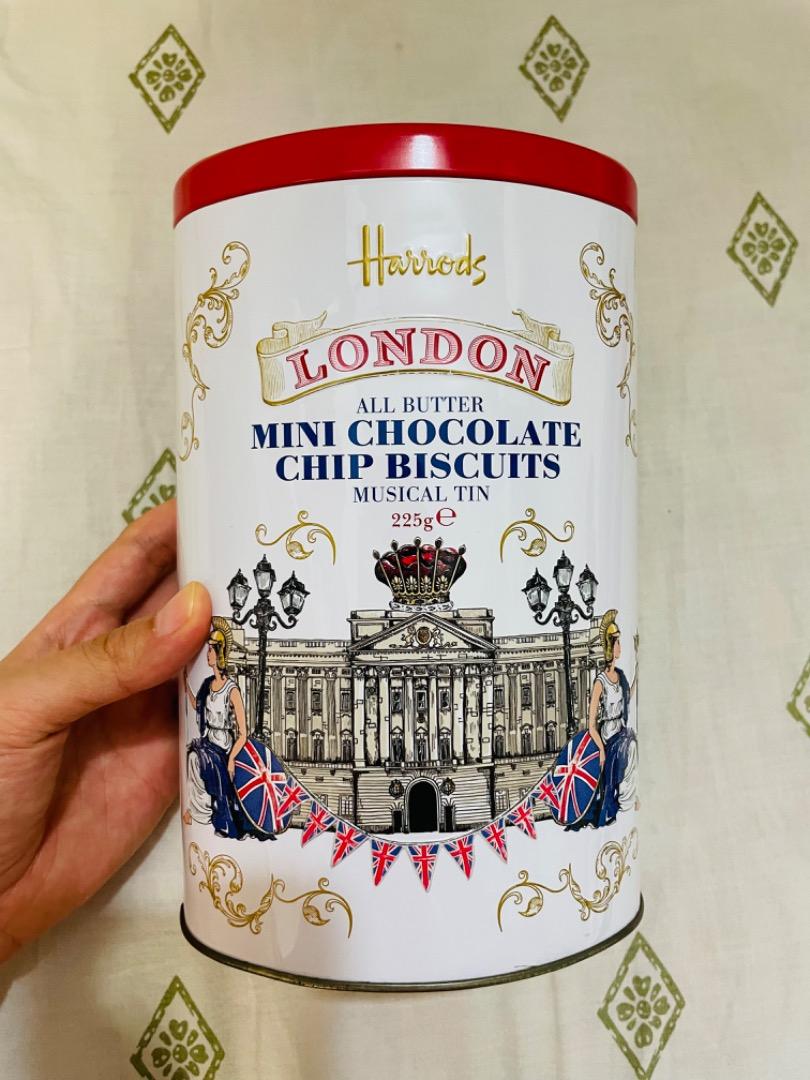 Harrods
LONDON
ALL BUTTER
MINI CHOCOLATE
CHIP BISCUITS
MUSICAL TIN
225g℮